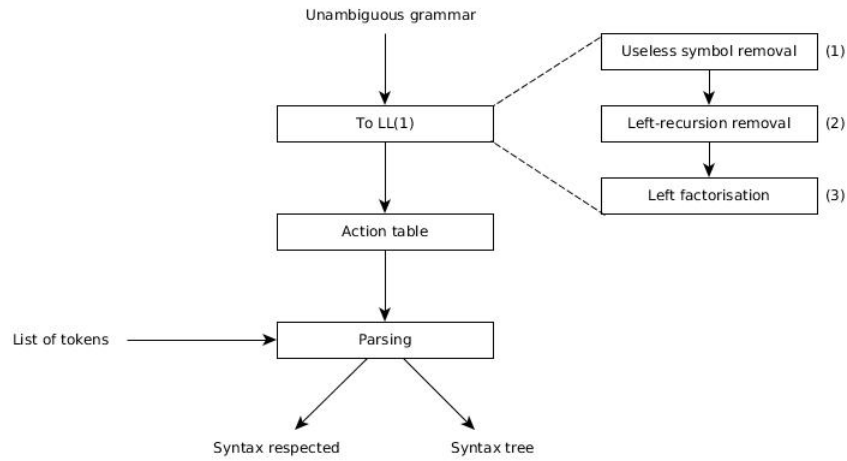 Unambiguous grammar
Useless symbol removal (1)
To LL(1)
Left-recursion removal (2)
Left factorisation (3)
Action table
List of tokens
Parsing
Syntax respected
Syntax tree